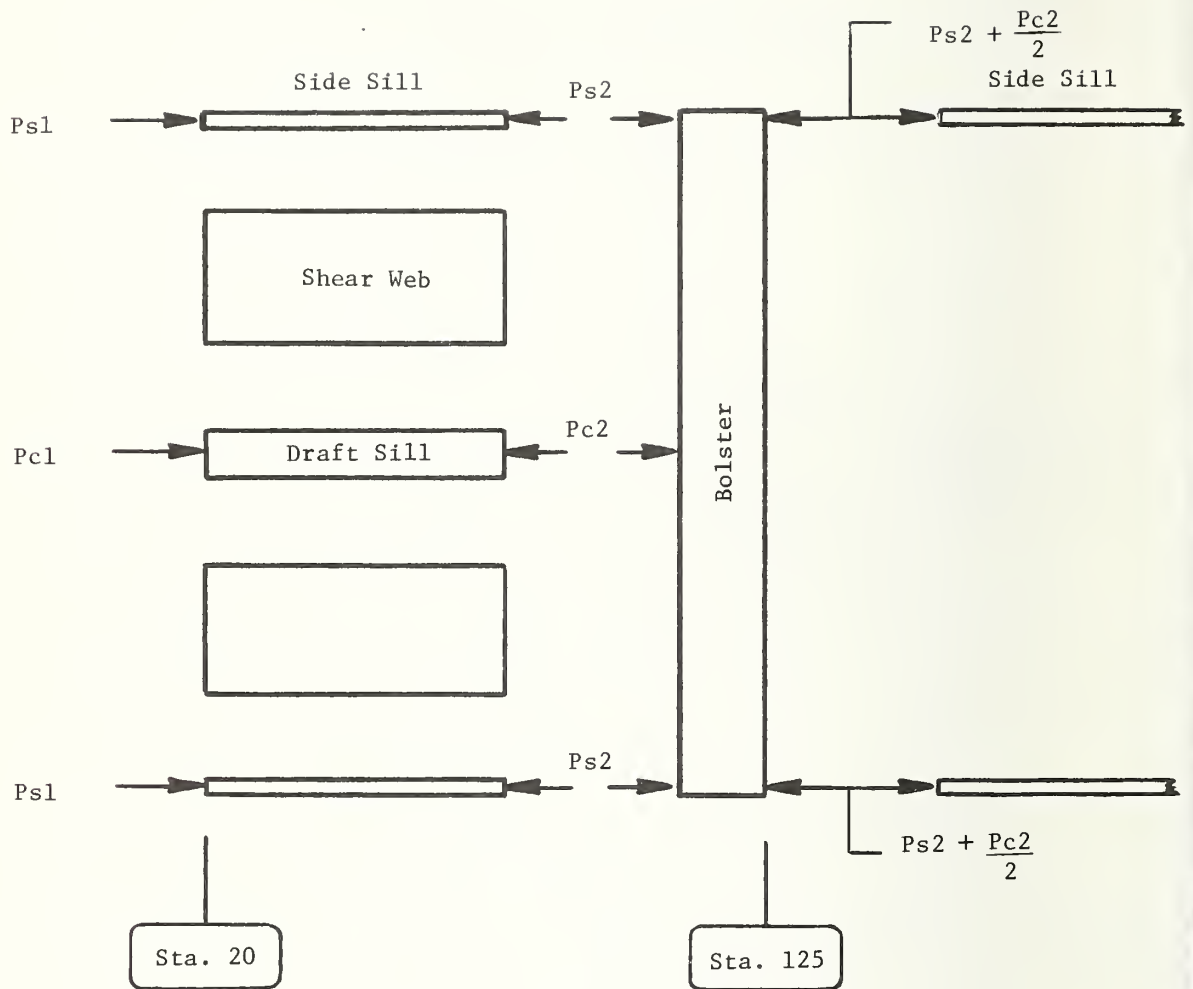 Ps2 + Pc2
2
Side Sill
Ps2
Side Sill
Ps1
Shear Web
Pc1
Draft Sill
Pc2
Bolster
Ps2
Ps1
Ps2 + Pc2
2
Sta. 20
Sta. 125